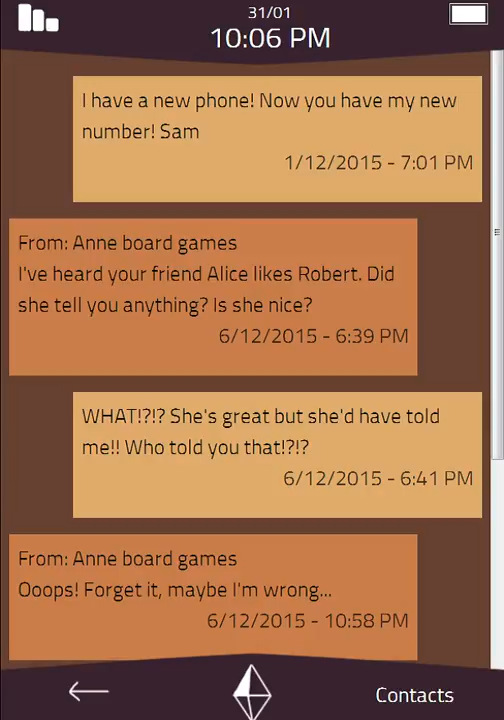 31/01
10:06 PM
I have a new phone! Now you have my new
number! Sam
1/12/2015 - 7:01 PM
From: Anne board games
I've heard your friend Alice likes Robert. Did
she tell you anything? Is she nice?
6/12/2015 - 6:39 PM
WHAT!?!? She's great but she'd have told
me!! Who told you that!?!?
6/12/2015 - 6:41 PM
From: Anne board games
Ooops! Forget it, maybe I'm wrong...
6/12/2015 - 10:58 PM
Contacts